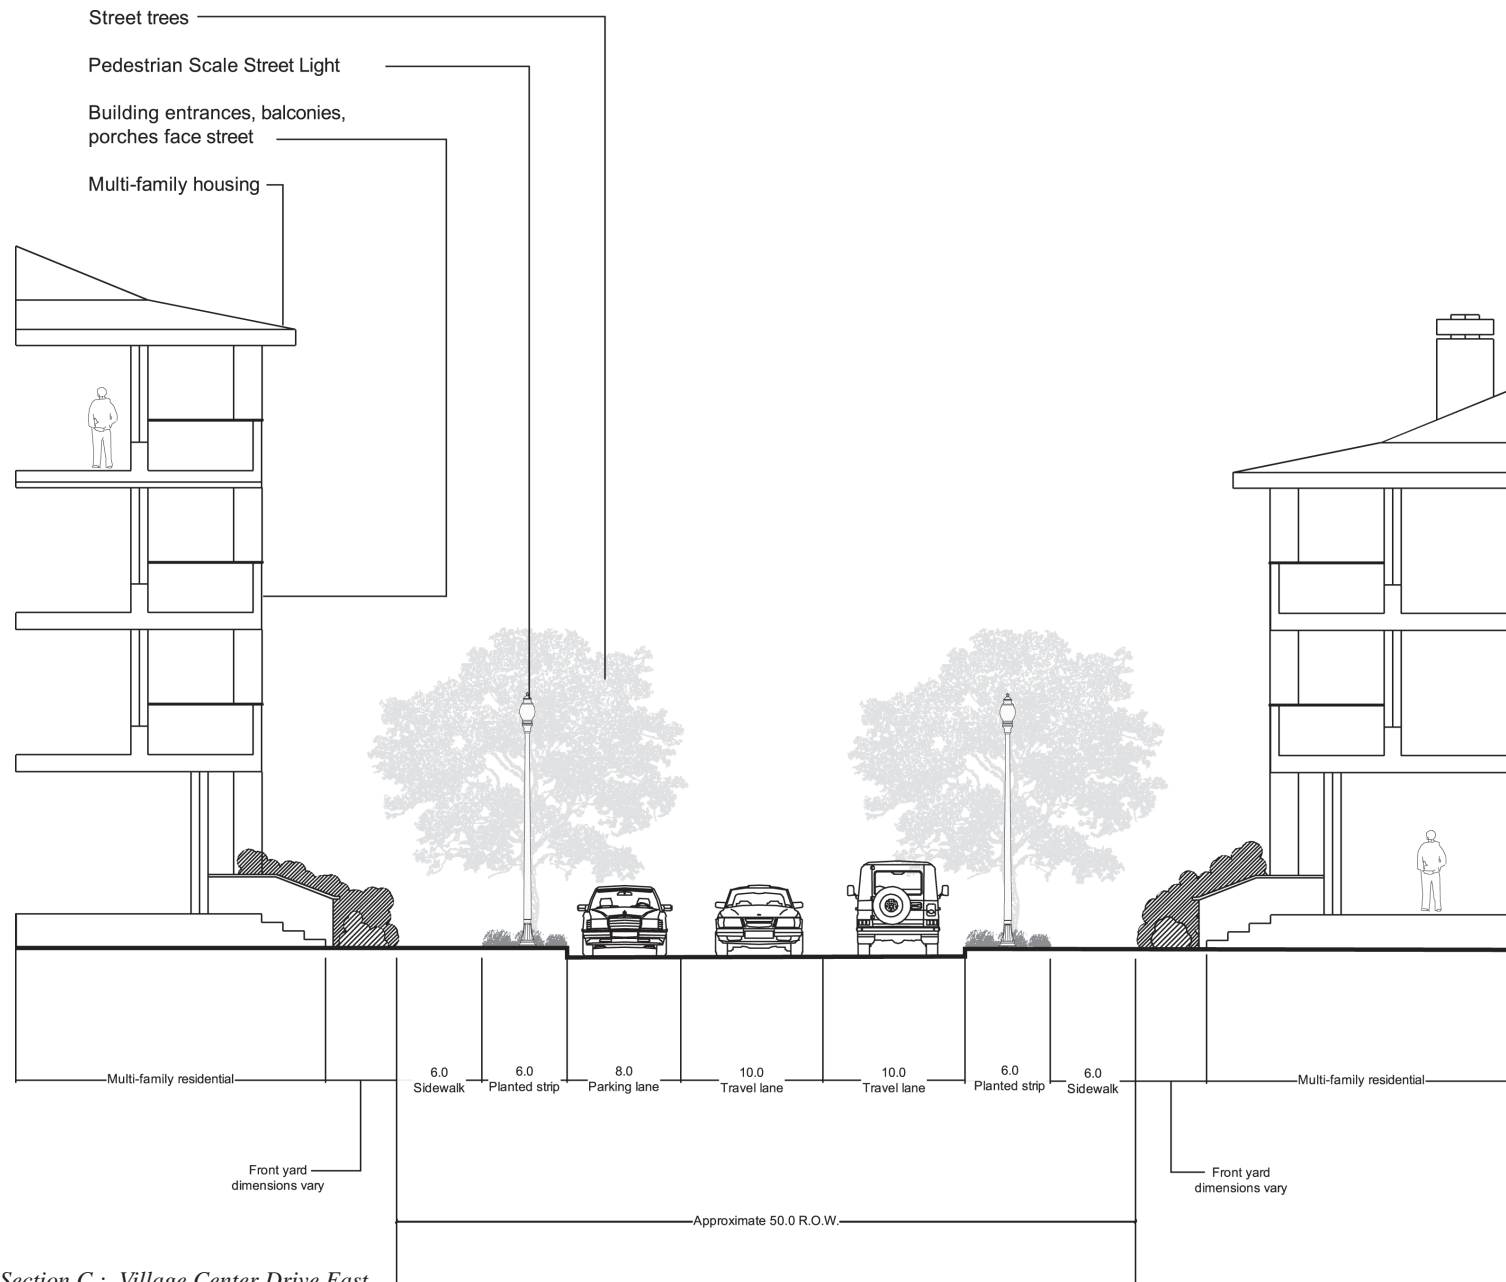 Street trees
Pedestrian Scale Street Light
Building entrances, balconies,
porches face street
Multi-family housing
Multi-family residential
6.0
Sidewalk
6.0
Planted strip
8.0
Parking lane
10.0
Travel lane
10.0
Travel lane
6.0
Planted strip
6.0
Sidewalk
Multi-family residential
Front yard
dimensions vary
Front yard
dimensions vary
Approximate 50.0 R.O.W.
Section C : Village Center Drive East